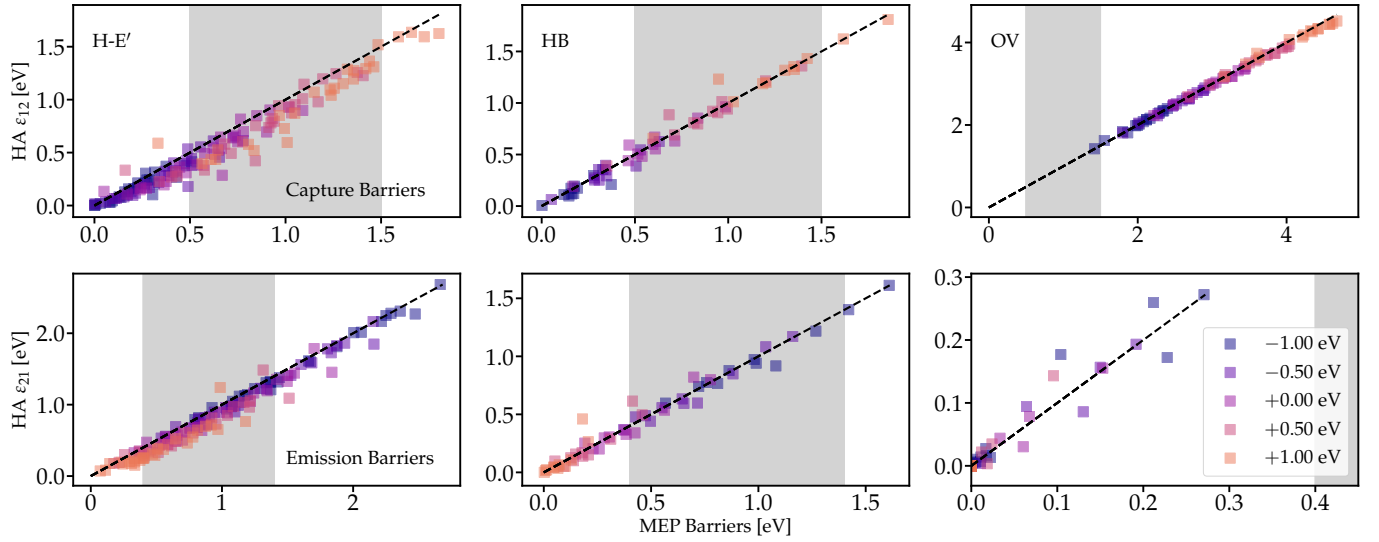 H-E′
HB
OV
HA ε₁₂ [eV]
1.5
1.0
0.5
0.0
Capture Barriers
0.0 0.5 1.0 1.5
1.5
1.0
0.5
0.0
0.0 0.5 1.0 1.5
4
2
0
0 2 4
HA ε₂₁ [eV]
2.0
1.0
0.0
Emission Barriers
0 1 2
1.5
1.0
0.5
0.0
0.0 0.5 1.0 1.5
MEP Barriers [eV]
0.3
0.2
0.1
0.0
−1.00 eV
−0.50 eV
+0.00 eV
+0.50 eV
+1.00 eV
0.0 0.1 0.2 0.3 0.4